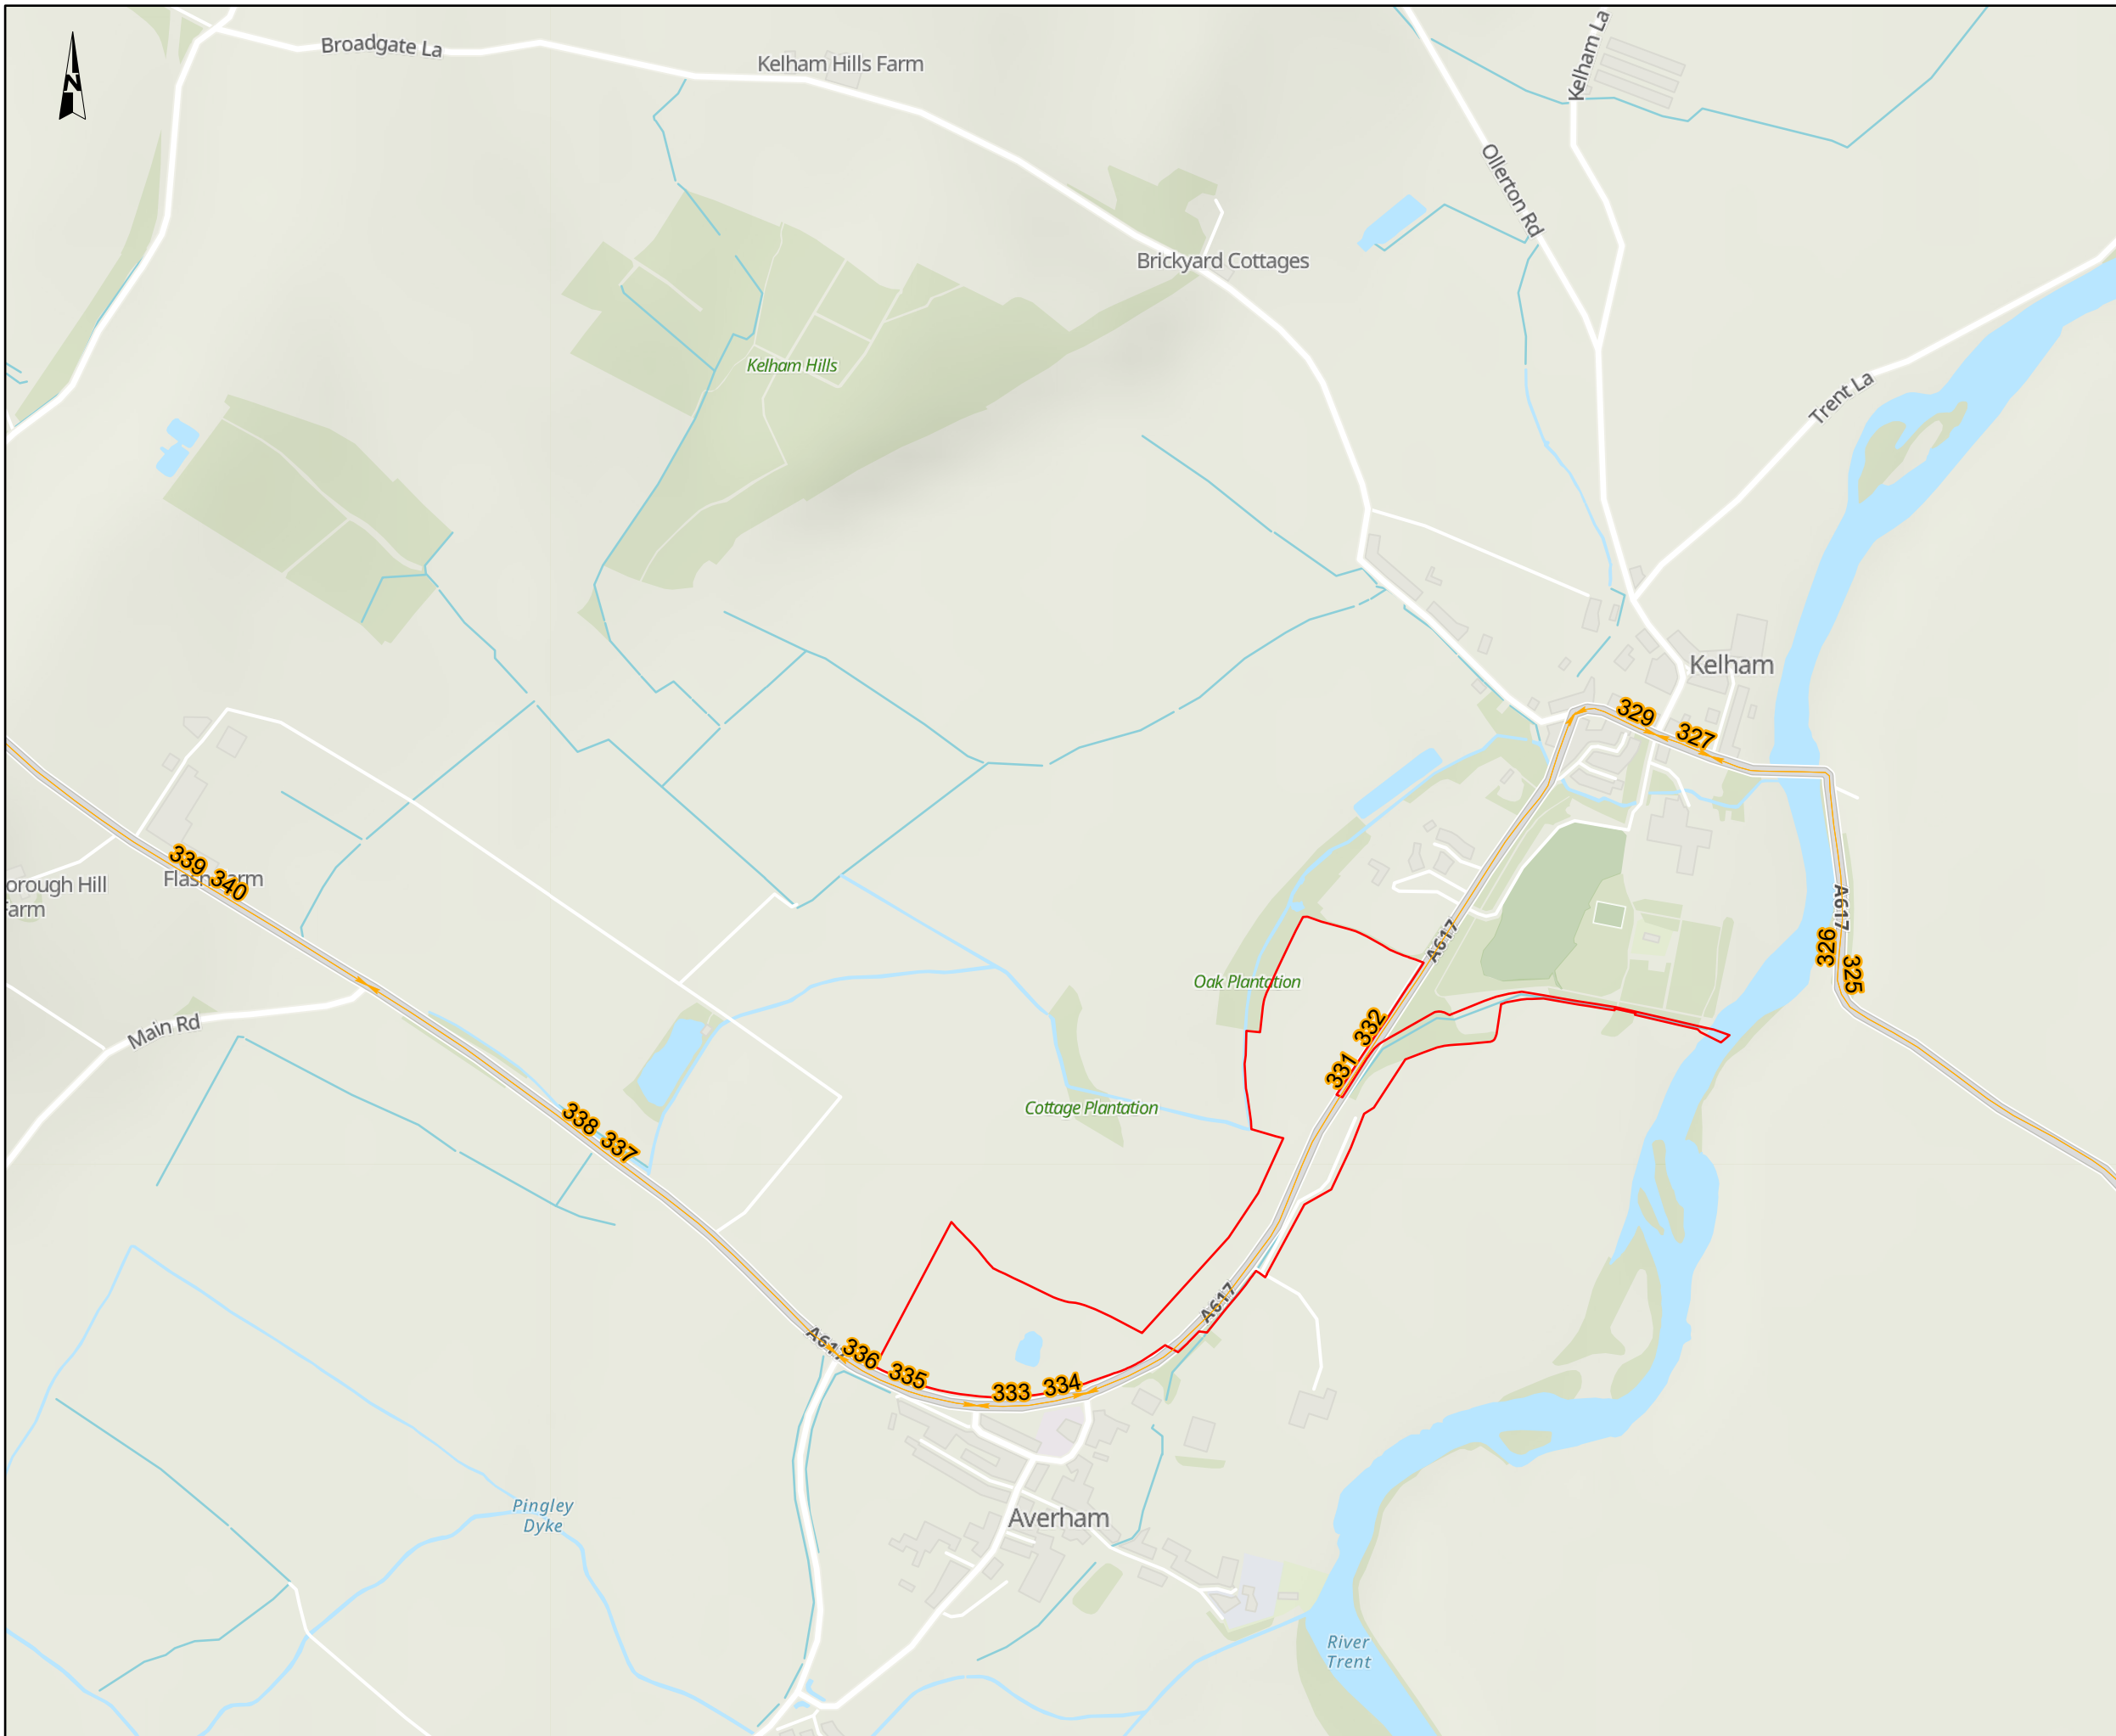 Broadgate La
Kelham Hills Farm
Kelham La
N
Ollerton Rd
Brickyard Cottages
Kelham Hills
Trent La
Kelham
329
327
339 340
Flash Farm
orough Hill
arm
A617
A617
326
325
Oak Plantation
Main Rd
331 332
Cottage Plantation
338 337
A617
336
335
333 334
Averham
Pingley
Dyke
River
Trent